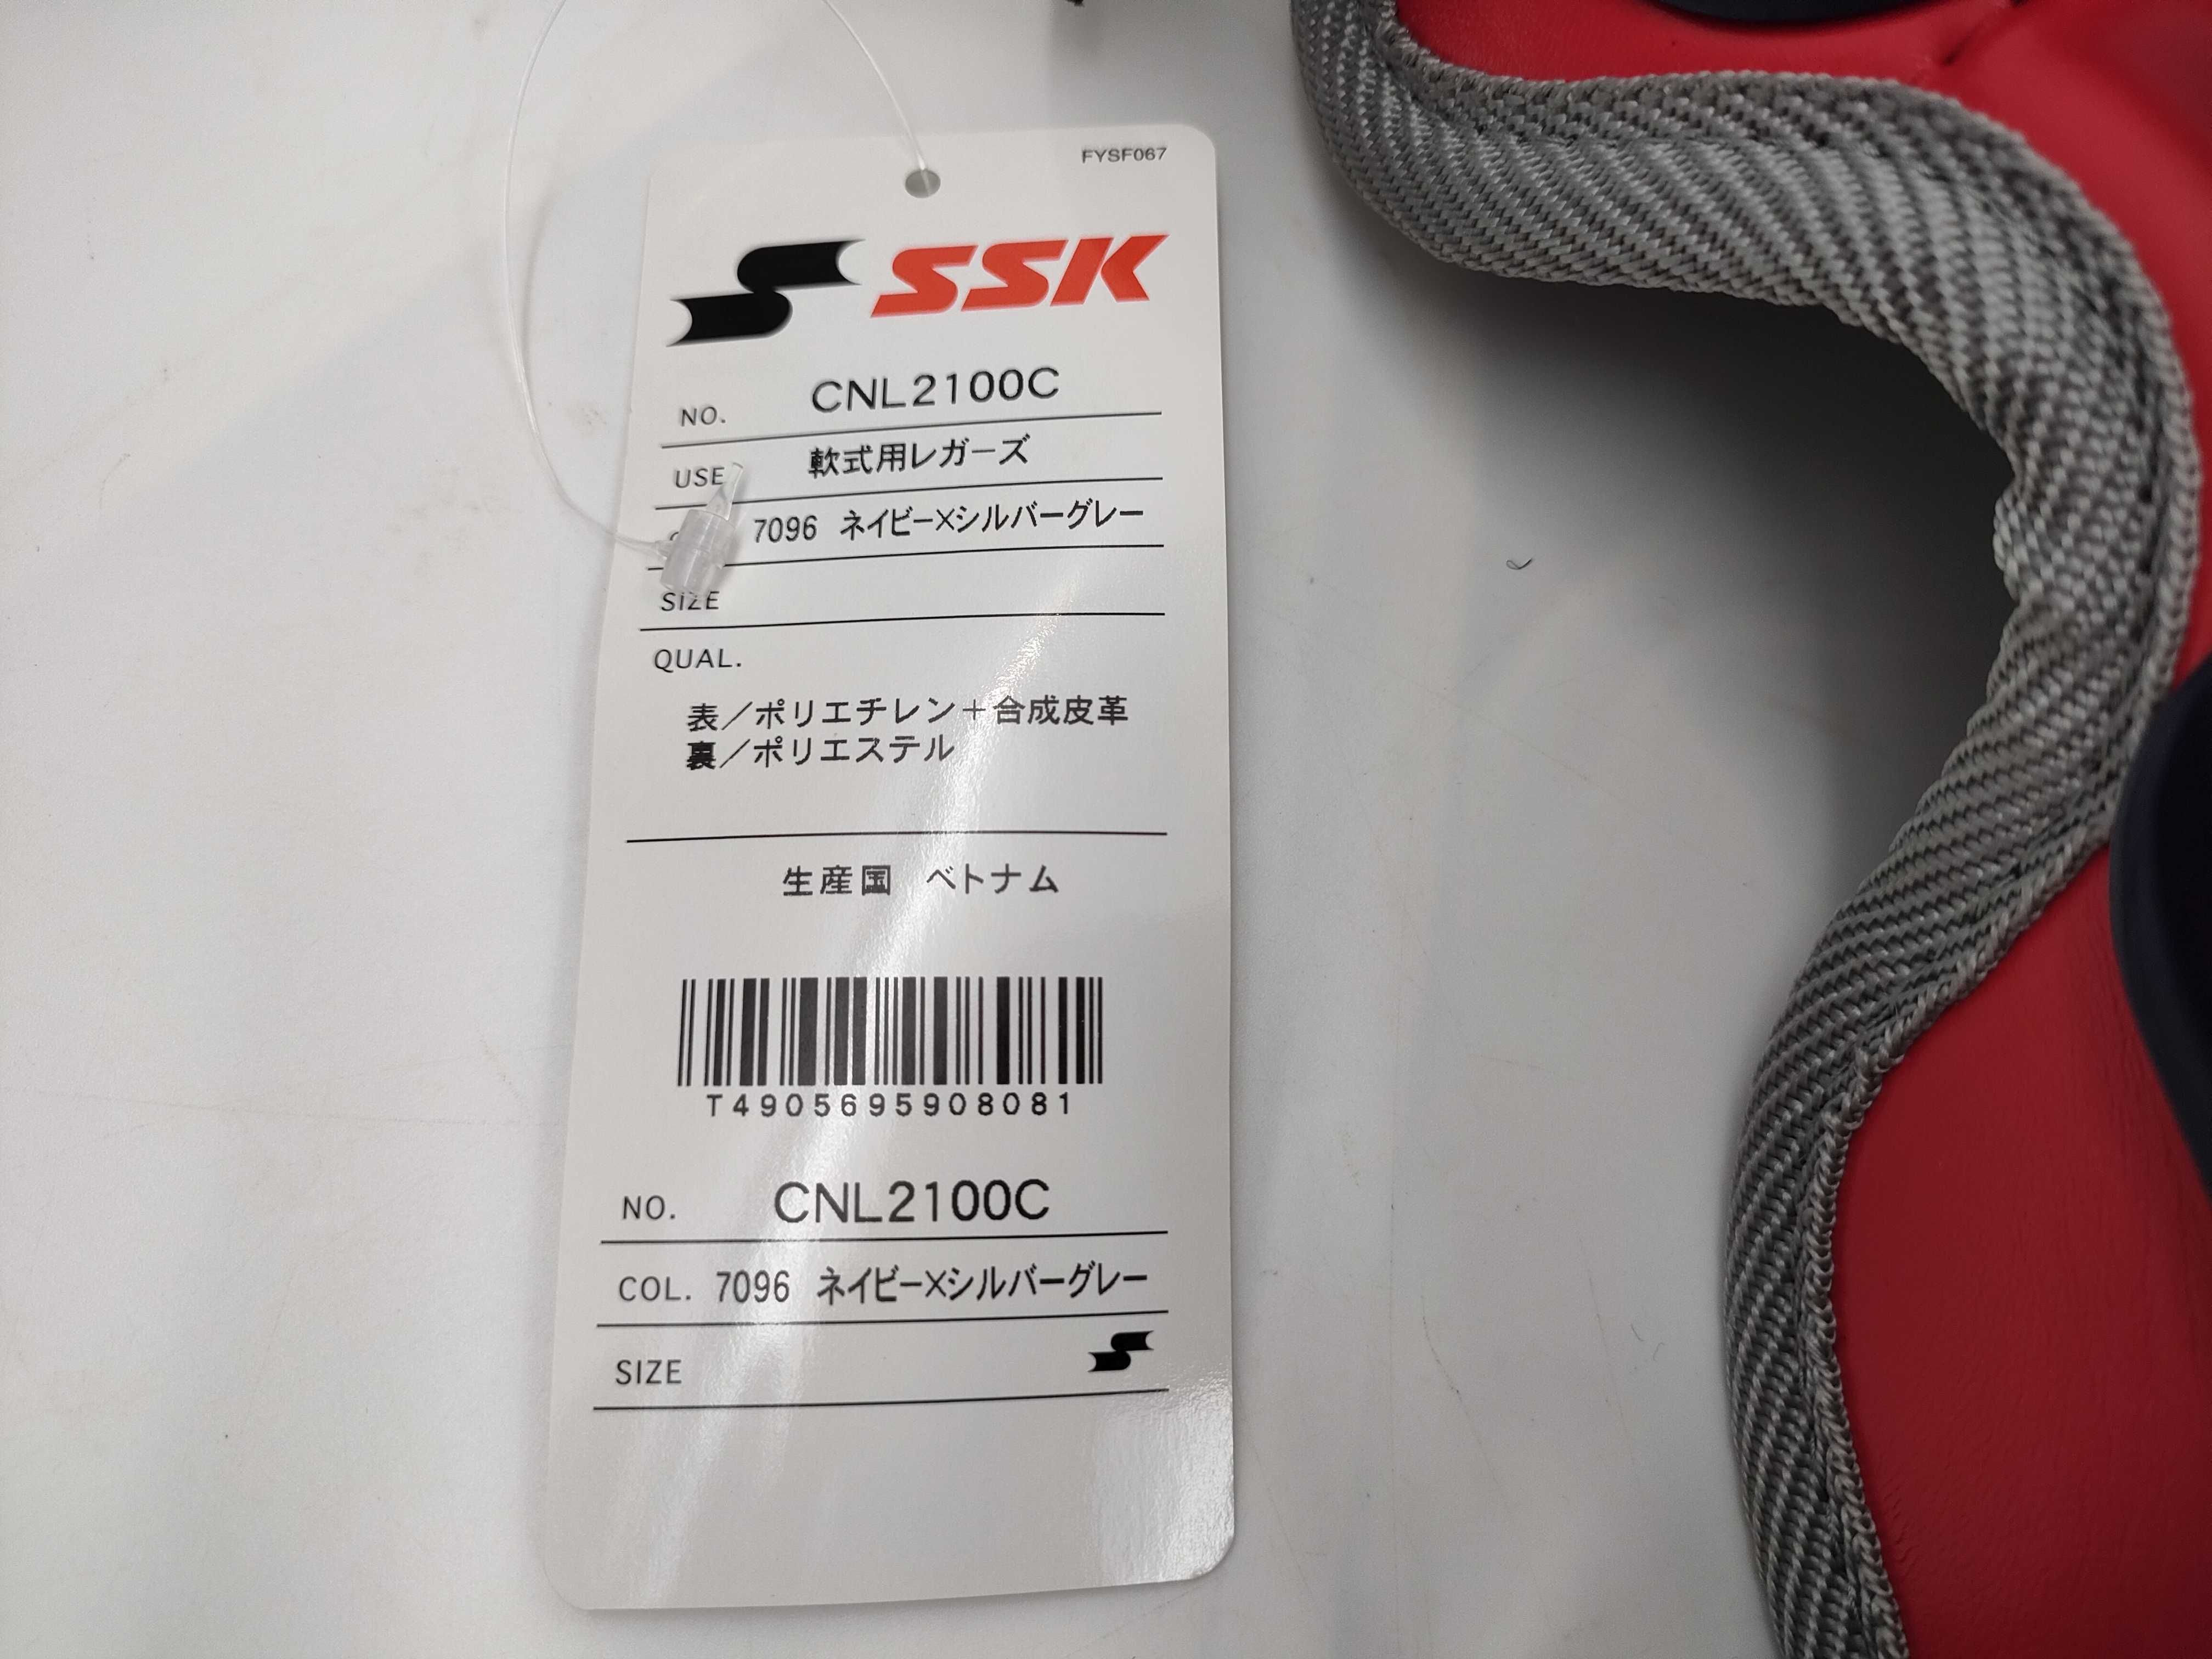 FYSF067
SSK
NO. CNL2100C
USE 軟式用レガーズ
7096 ネイビー×シルバーグレー
SIZE
QUAL.
表／ポリエチレン＋合成皮革
裏／ポリエステル
生産国 ベトナム
T4905695908081
NO. CNL2100C
COL. 7096 ネイビー×シルバーグレー
SIZE